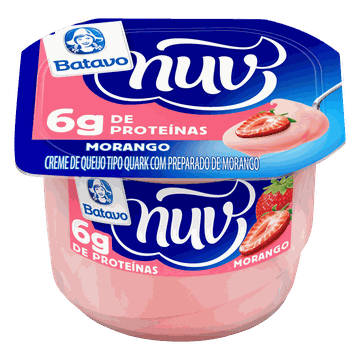 Batavo
nuv
6g DE
PROTEÍNAS
MORANGO
CREME DE QUEIJO TIPO QUARK COM PREPARADO DE MORANGO
Batavo
nuv
6g
DE PROTEÍNAS
MORANGO